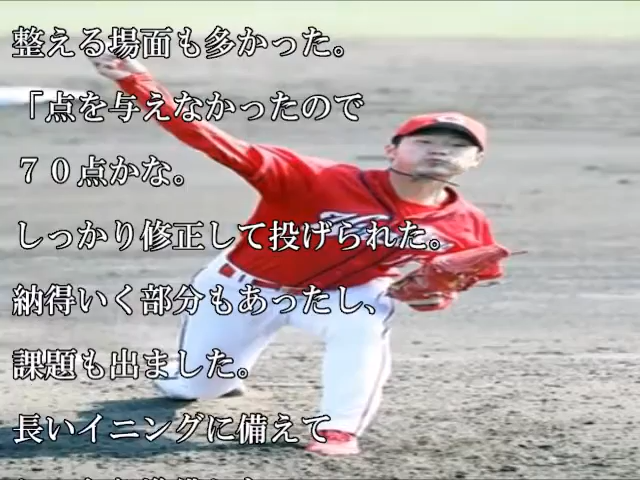 整える場面も多かった。
「点を与えなかったので
７０点かな。
しっかり修正して投げられた。
納得いく部分もあったし、
課題も出ました。
長いイニングに備えて